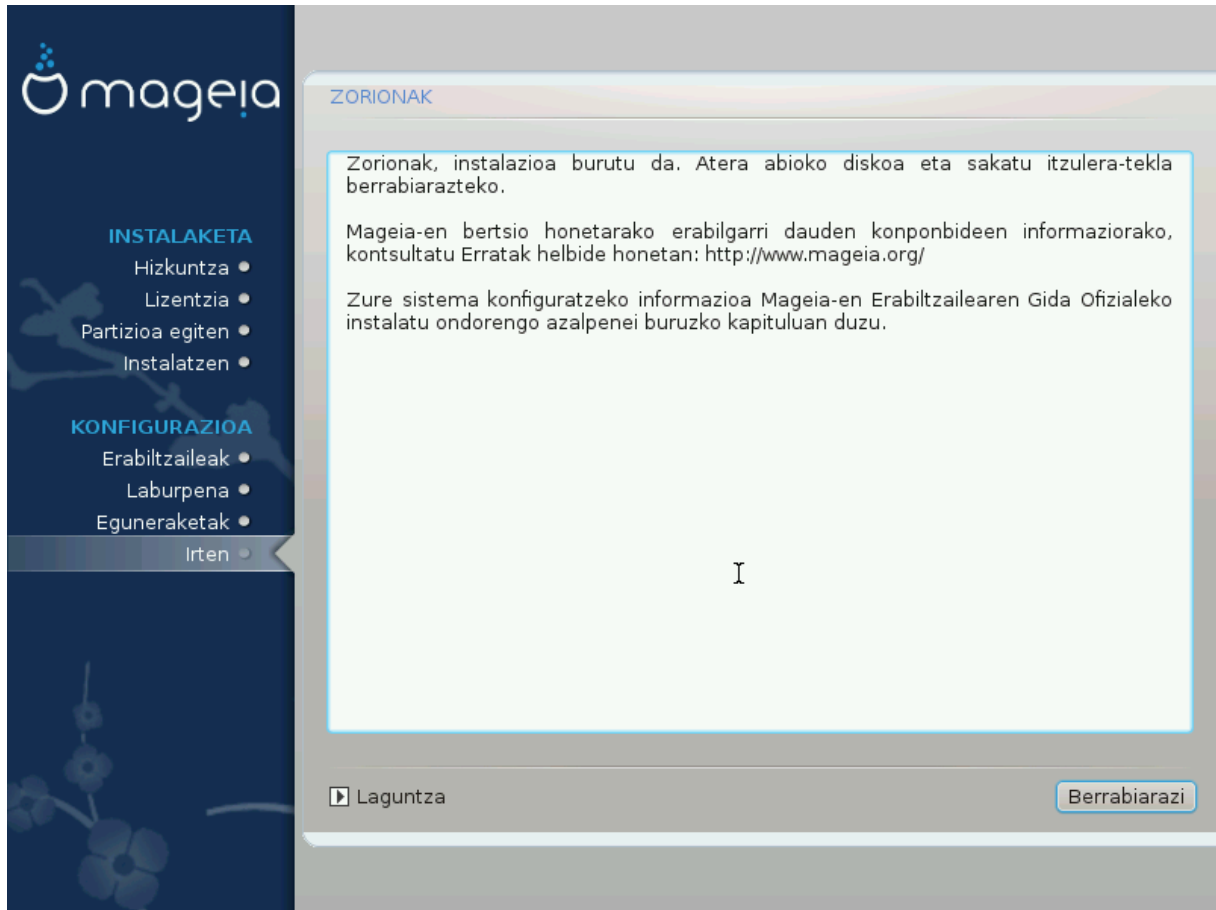 mageia
INSTALAKETA
Hizkuntza
Lizentzia
Partizioa egiten
Instalatzen
KONFIGURAZIOA
Erabiltzaileak
Laburpena
Eguneraketak
Irten
ZORIONAK
Zorionak, instalazioa burutu da. Atera abioko diskoa eta sakatu itzulera-tekla
berrabiarazteko.
Mageia-en bertsio honetarako erabilgarri dauden konponbideen informaziorako,
kontsultatu Erratak helbide honetan: http://www.mageia.org/
Zure sistema konfiguratzeko informazioa Mageia-en Erabiltzailearen Gida Ofizialeko
instalatu ondorengo azalpenei buruzko kapituluan duzu.
Laguntza
Berrabiarazi